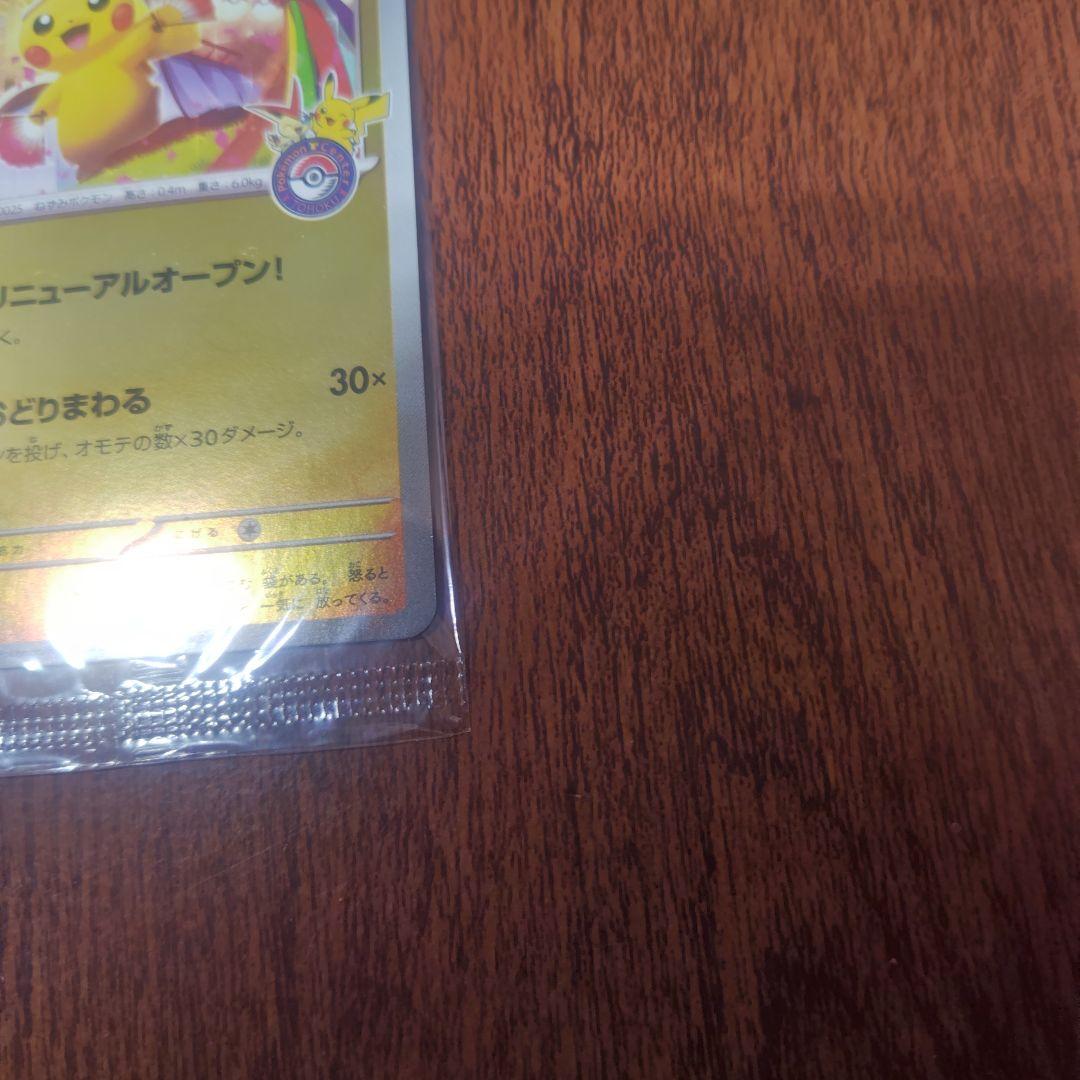 0025 ねずみポケモン 高さ:0.4m 重さ:6.0kg
Pokémon Center
TOHOKU
リニューアルオープン!
く。
おどりまわる 30×
ンを投げ、オモテの数×30ダメージ。
にげる
袋がある。 怒ると
一気に 放ってくる。